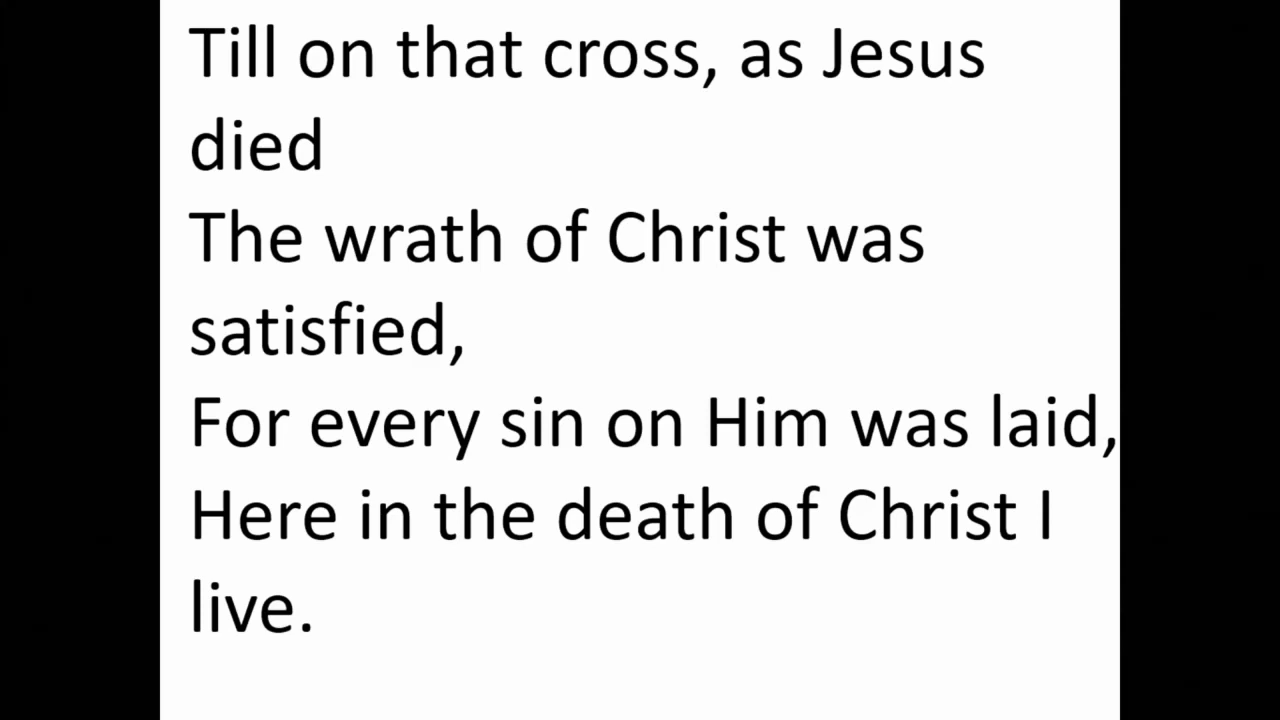 Till on that cross, as Jesus
died
The wrath of Christ was
satisfied,
For every sin on Him was laid,
Here in the death of Christ I
live.